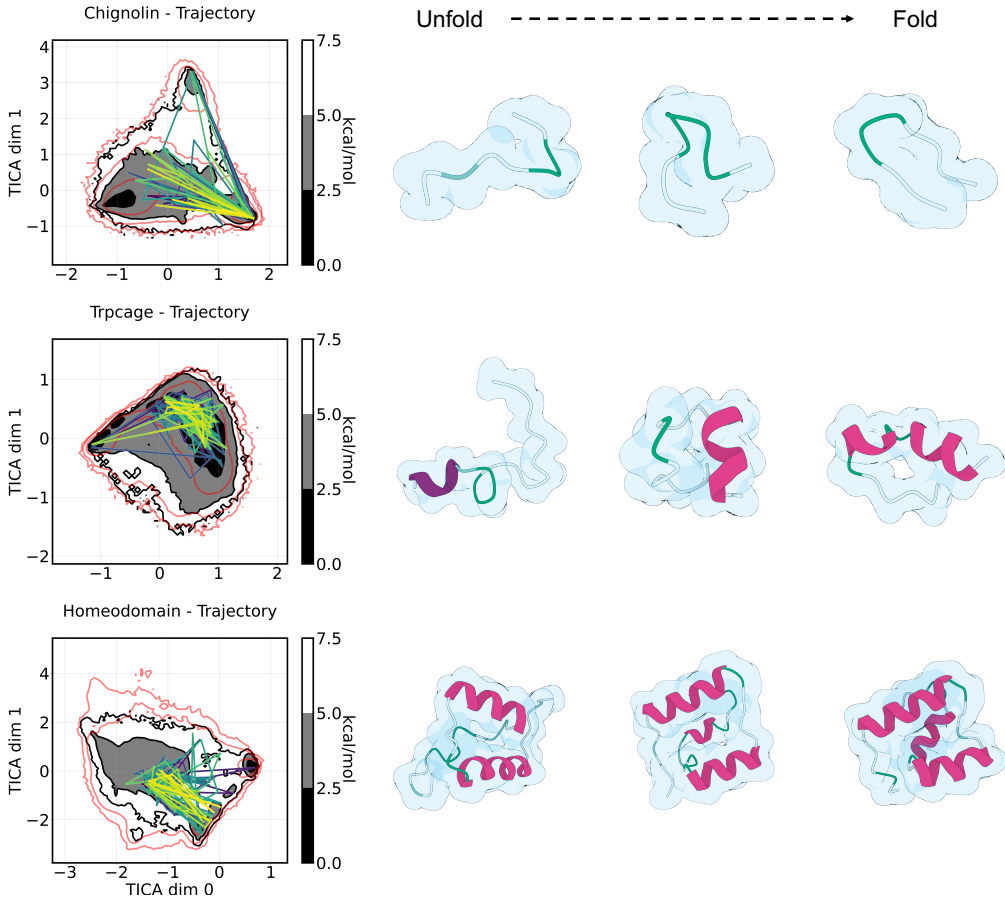 Chignolin - Trajectory
Unfold
Fold
TICA dim 1
4
3
2
1
0
−1
−2 −1 0 1 2
7.5
5.0
2.5
0.0
kcal/mol
Trpcage - Trajectory
TICA dim 1
1
0
−1
−2
−1 0 1 2
7.5
5.0
2.5
0.0
kcal/mol
Homeodomain - Trajectory
TICA dim 1
4
2
0
−2
−3 −2 −1 0 1
TICA dim 0
7.5
5.0
2.5
0.0
kcal/mol